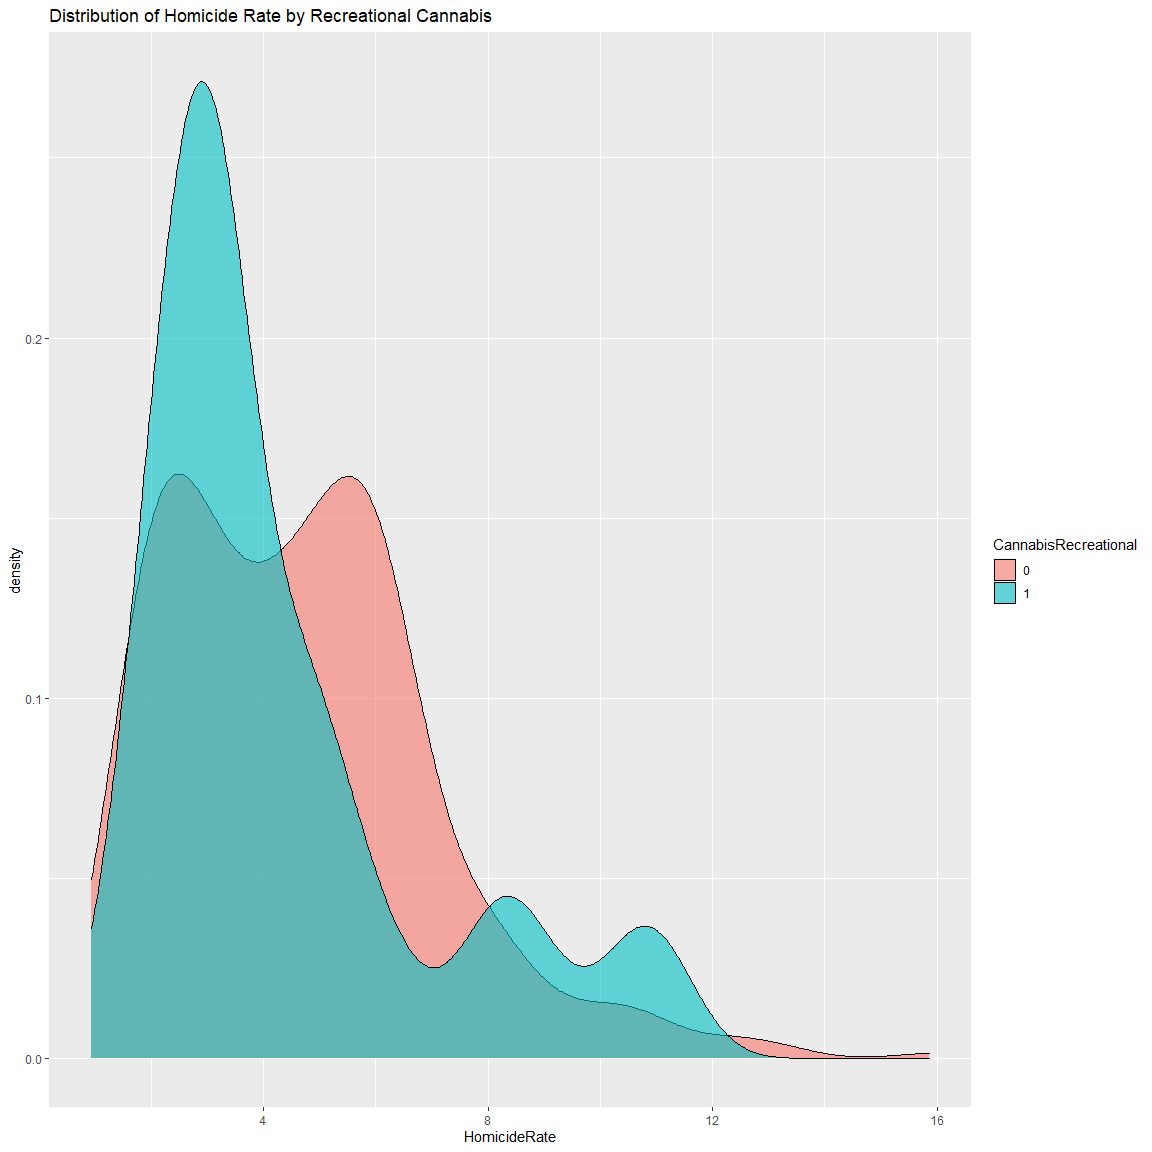 Distribution of Homicide Rate by Recreational Cannabis
density
0.2
0.1
0.0
4 8 12 16
HomicideRate
CannabisRecreational
0
1